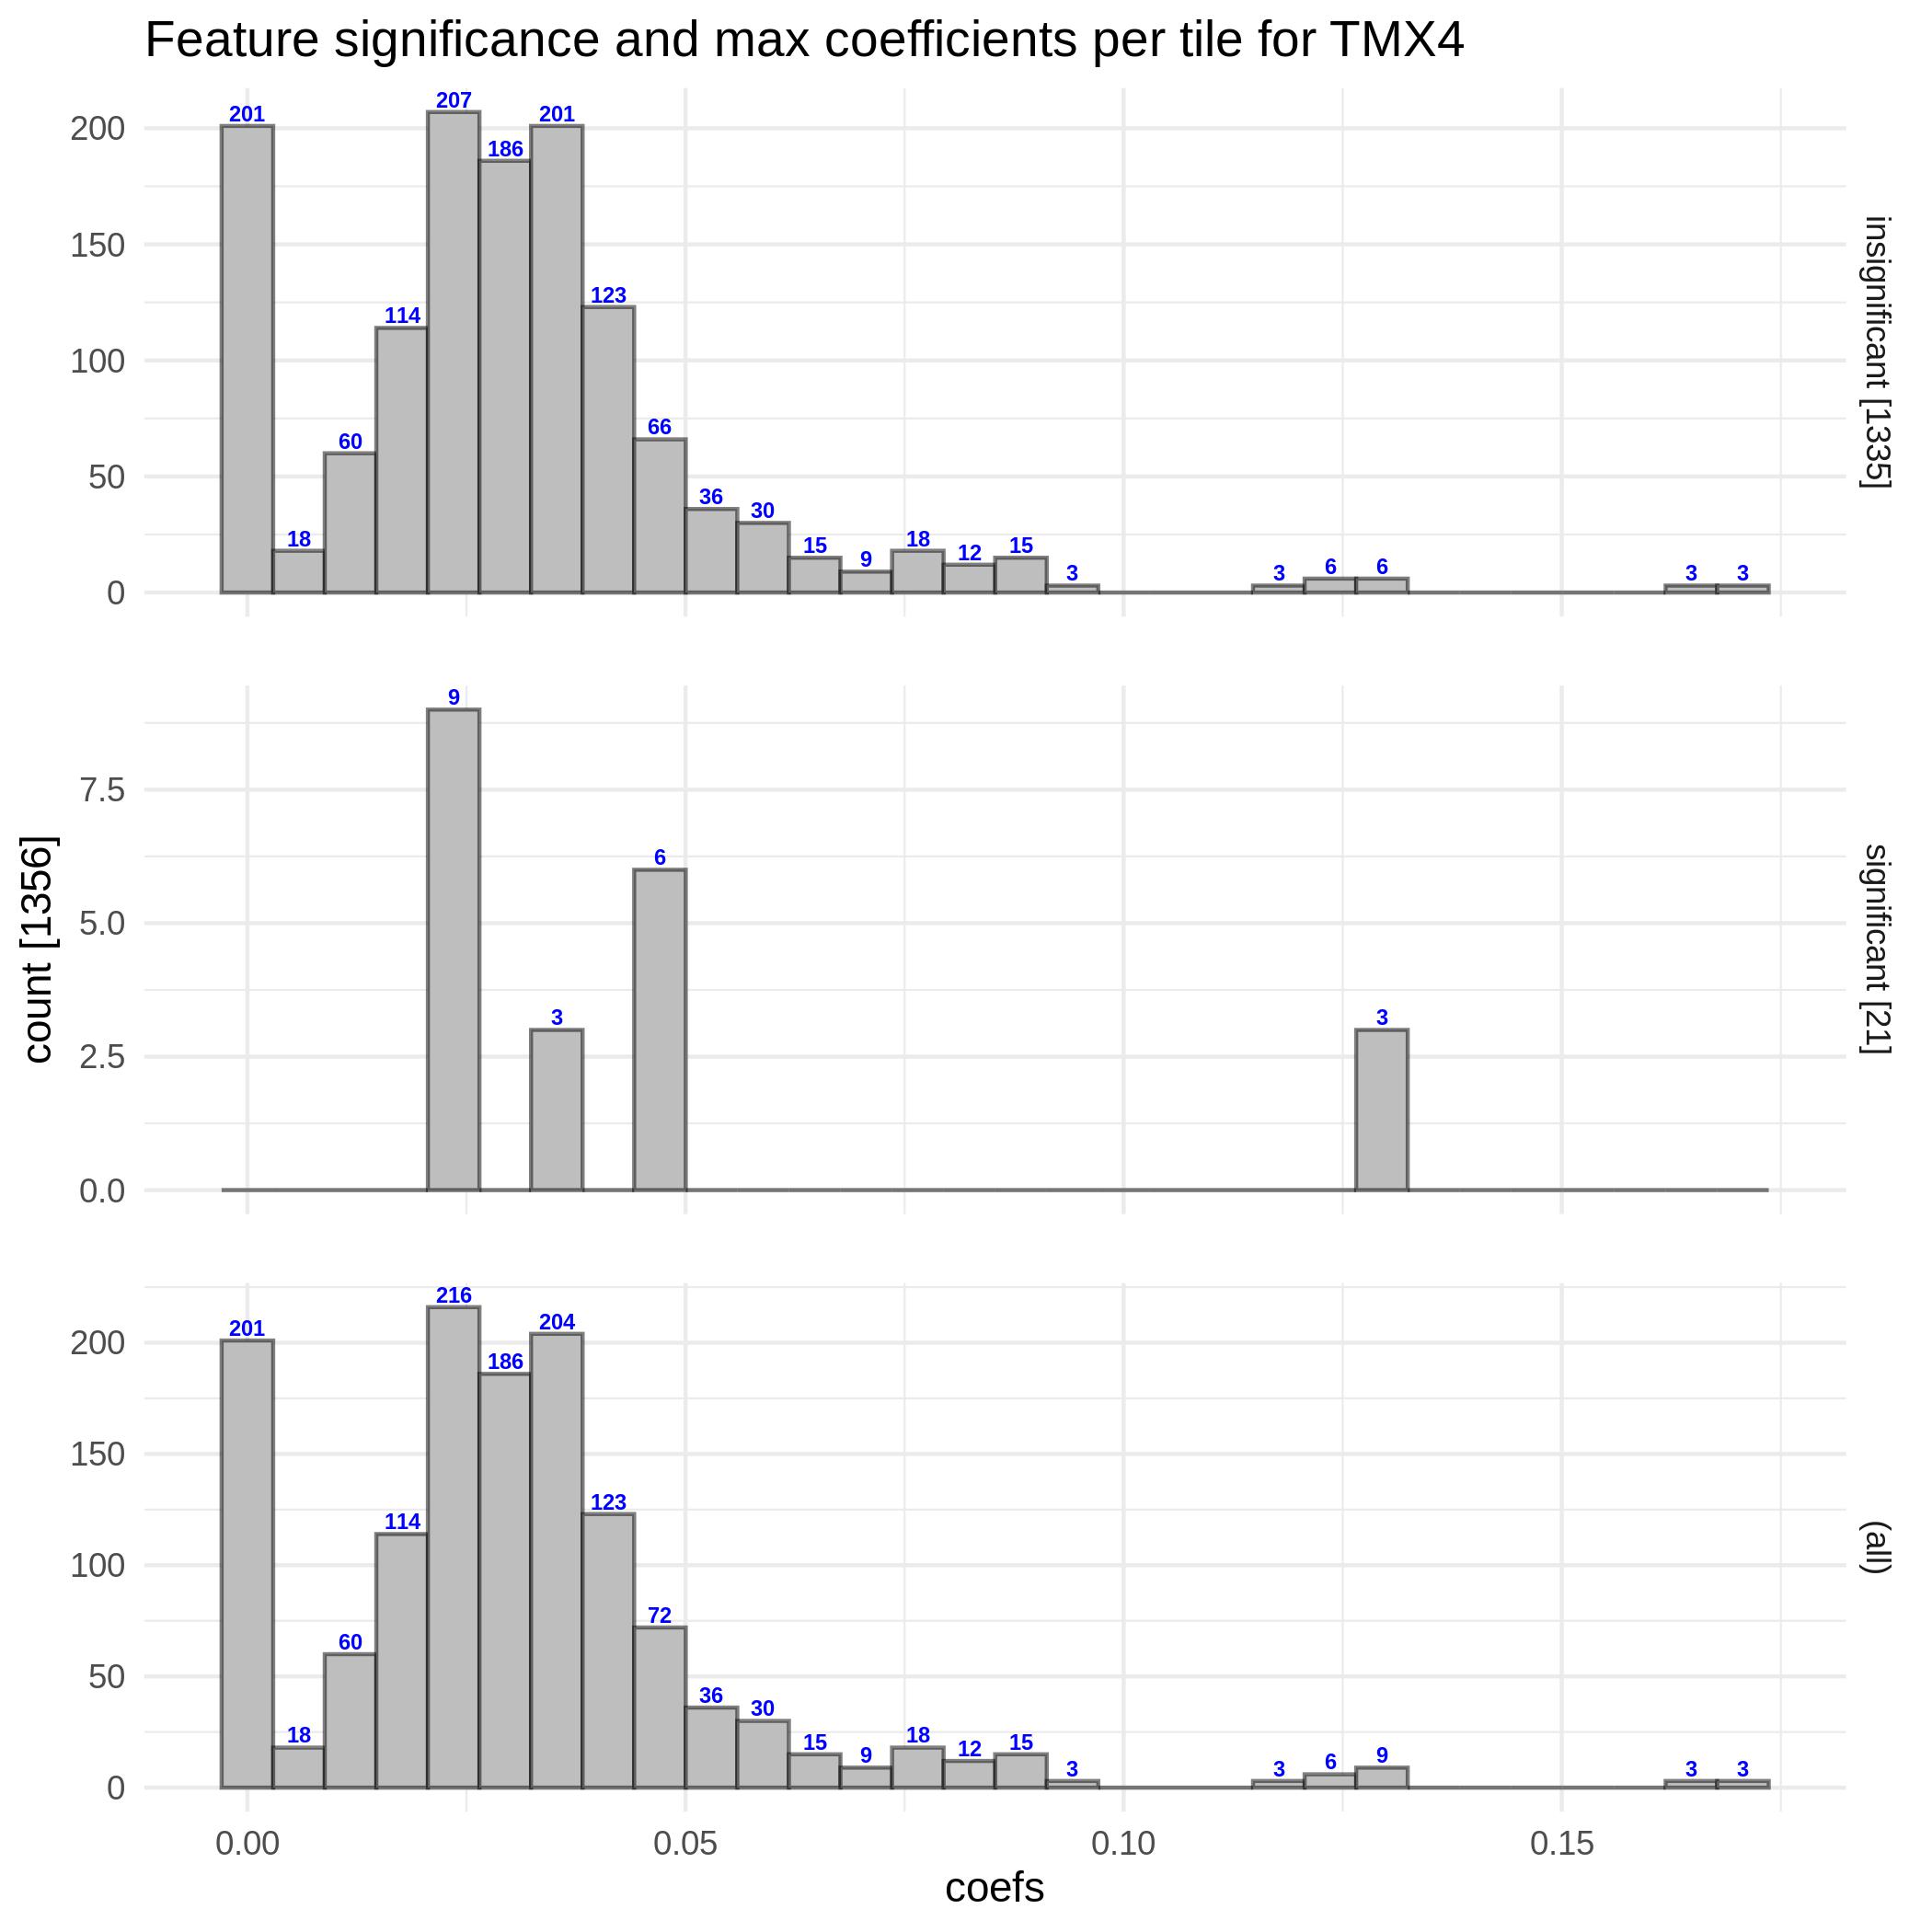 Feature significance and max coefficients per tile for TMX4
201 18 60 114 207 186 201 123 66 36 30 15 9 18 12 15 3 3 6 6 3 3
200
150
100
50
0
insignificant [1335]
9 3 6 3
7.5
5.0
2.5
0.0
significant [21]
count [1356]
201 18 60 114 216 186 204 123 72 36 30 15 9 18 12 15 3 3 6 9 3 3
200
150
100
50
0
(all)
0.00 0.05 0.10 0.15
coefs